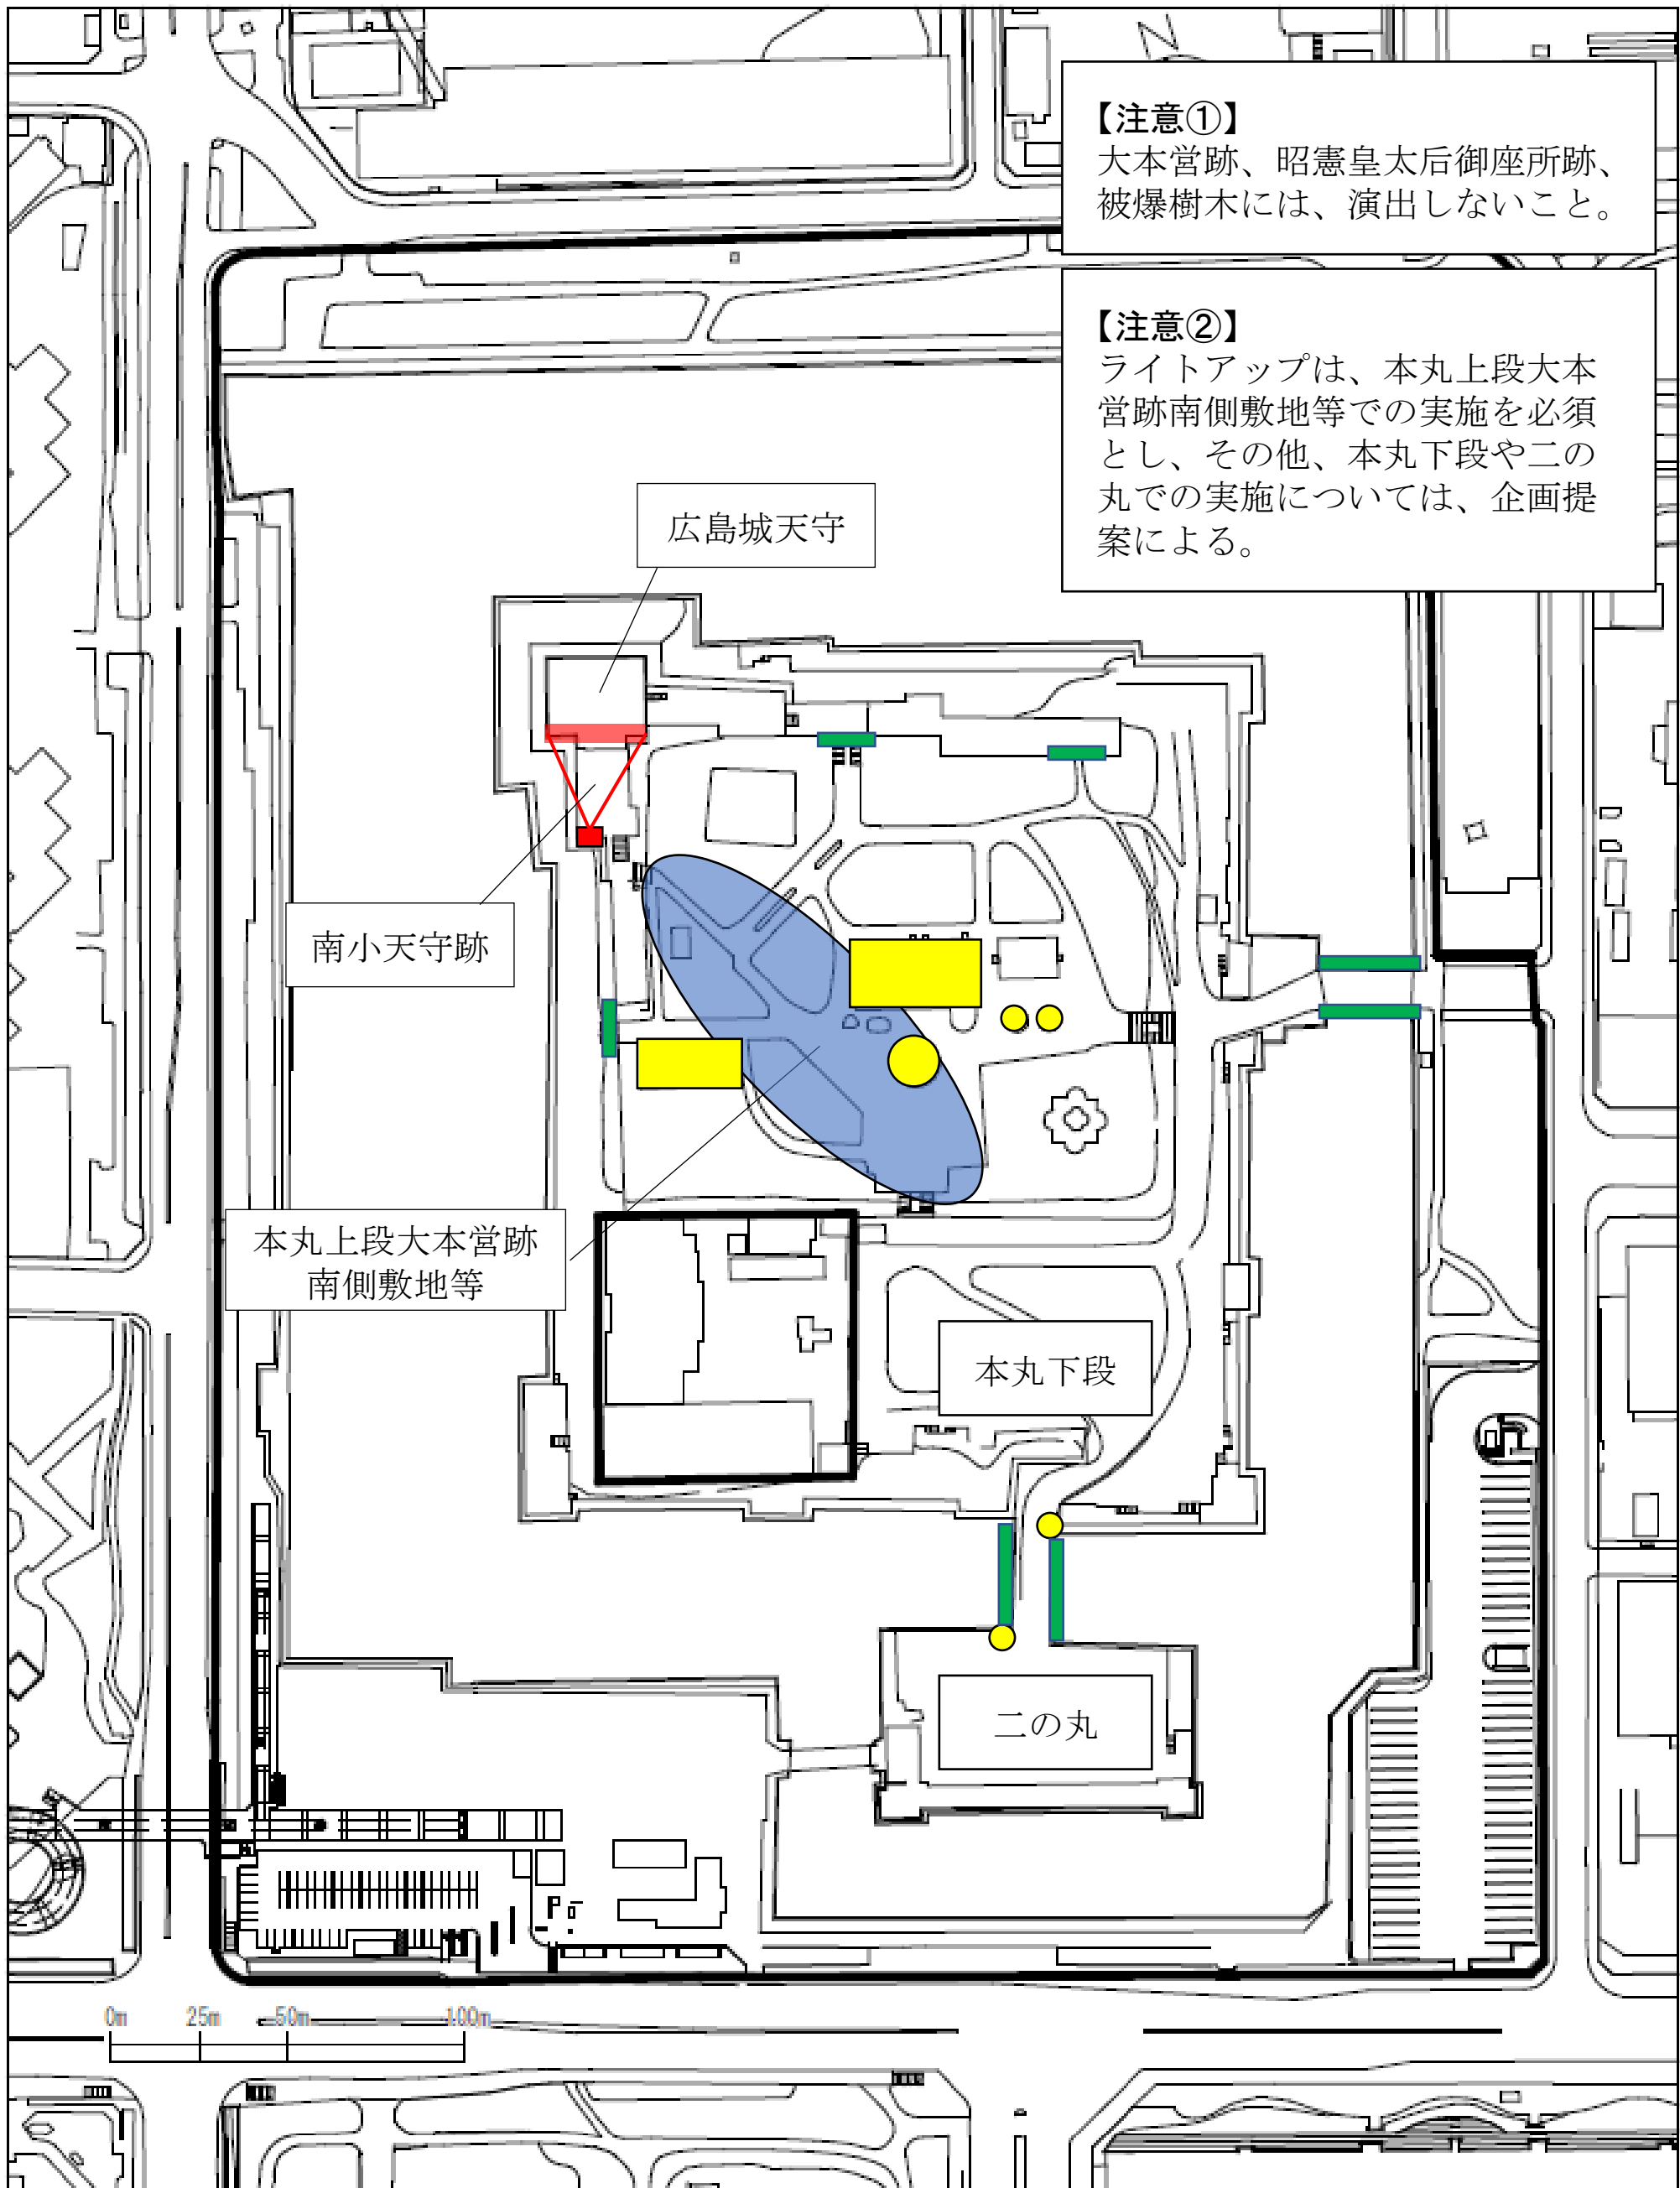 【注意①】
大本営跡、昭憲皇太后御座所跡、
被爆樹木には、演出しないこと。
【注意②】
ライトアップは、本丸上段大本
営跡南側敷地等での実施を必須
とし、その他、本丸下段や二の
丸での実施については、企画提
案による。
広島城天守
南小天守跡
本丸上段大本営跡
南側敷地等
本丸下段
二の丸
0m 25m 50m 100m